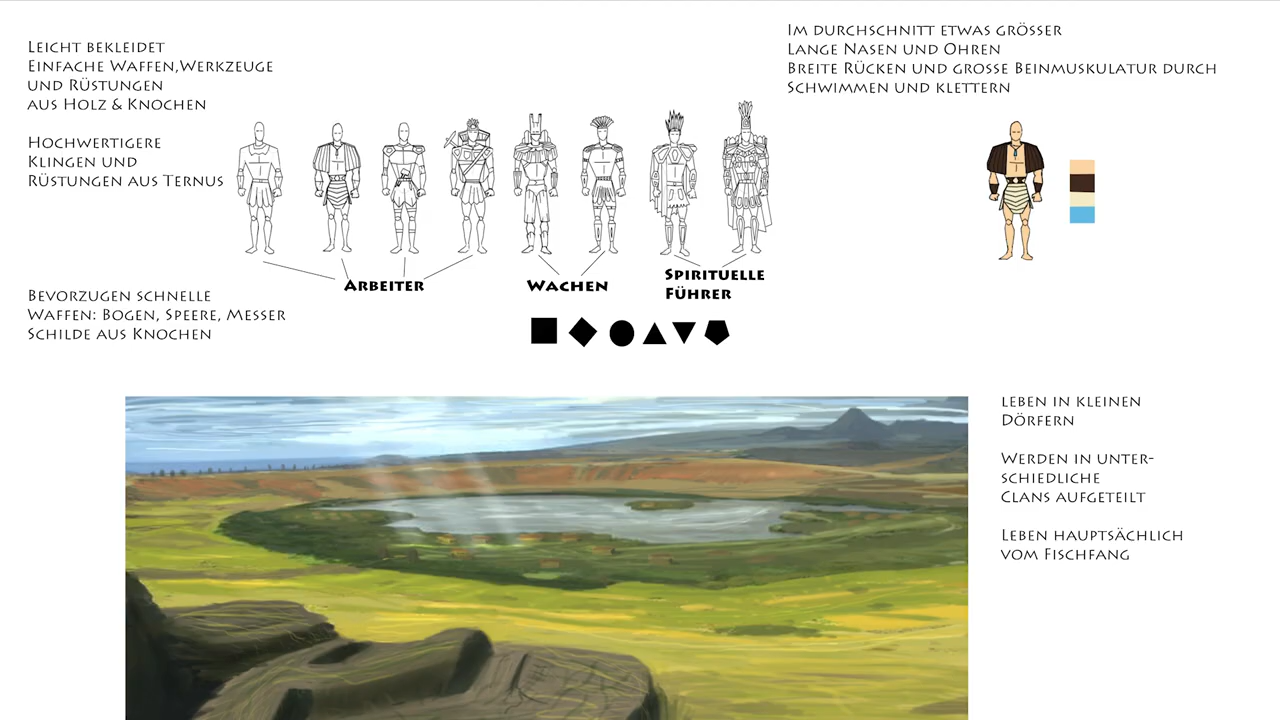 Leicht bekleidet
Einfache Waffen,Werkzeuge
und Rüstungen
aus Holz & Knochen
Hochwertigere
Klingen und
Rüstungen aus Ternus
Bevorzugen schnelle
Waffen: Bogen, Speere, Messer
Schilde aus Knochen
Arbeiter
Wachen
Spirituelle
Führer
Im durchschnitt etwas grösser
Lange Nasen und Ohren
Breite Rücken und grosse Beinmuskulatur durch
Schwimmen und klettern
leben in kleinen
Dörfern
Werden in unter-
schiedliche
Clans aufgeteilt
Leben hauptsächlich
vom Fischfang